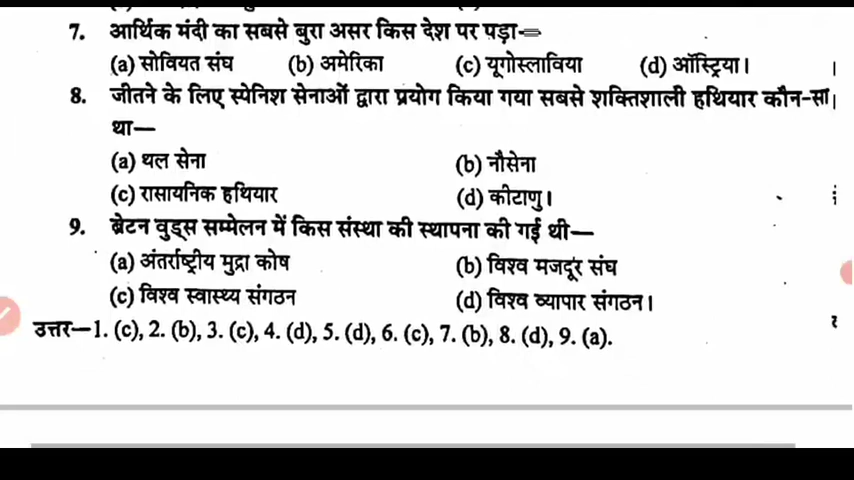 7. आर्थिक मंदी का सबसे बुरा असर किस देश पर पड़ा—
(a) सोवियत संघ (b) अमेरिका (c) यूगोस्लाविया (d) ऑस्ट्रिया।
8. जीतने के लिए स्पेनिश सेनाओं द्वारा प्रयोग किया गया सबसे शक्तिशाली हथियार कौन-सा
था—
(a) थल सेना (b) नौसेना
(c) रासायनिक हथियार (d) कीटाणु।
9. ब्रेटन वुड्स सम्मेलन में किस संस्था की स्थापना की गई थी—
(a) अंतर्राष्ट्रीय मुद्रा कोष (b) विश्व मजदूर संघ
(c) विश्व स्वास्थ्य संगठन (d) विश्व व्यापार संगठन।
उत्तर—1. (c), 2. (b), 3. (c), 4. (d), 5. (d), 6. (c), 7. (b), 8. (d), 9. (a).